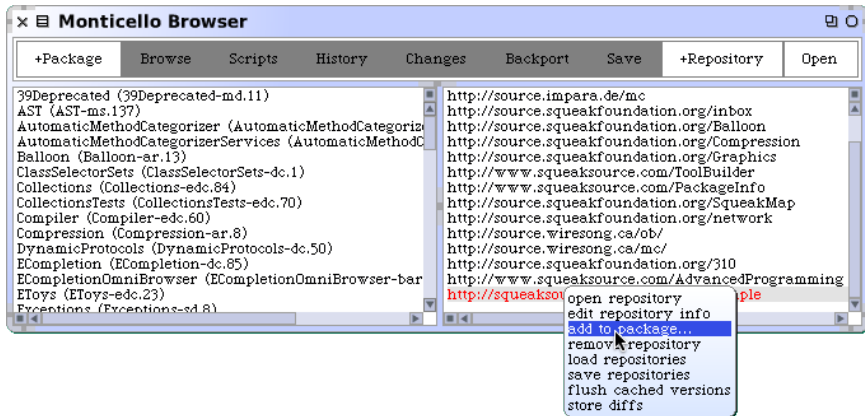 Monticello Browser
+Package Browse Scripts History Changes Backport Save +Repository Open
39Deprecated (39Deprecated-md.11)
AST (AST-ms.137)
AutomaticMethodCategorizer (AutomaticMethodCategorize
AutomaticMethodCategorizerServices (AutomaticMethodC
Balloon (Balloon-ar.13)
ClassSelectorSets (ClassSelectorSets-dc.1)
Collections (Collections-edc.84)
CollectionsTests (CollectionsTests-edc.70)
Compiler (Compiler-edc.60)
Compression (Compression-ar.8)
DynamicProtocols (DynamicProtocols-dc.50)
ECompletion (ECompletion-dc.85)
ECompletionOmniBrowser (ECompletionOmniBrowser-bar
EToys (EToys-edc.23)
Exceptions (Exceptions-sd.8)
http://source.impara.de/mc
http://source.squeakfoundation.org/inbox
http://source.squeakfoundation.org/Balloon
http://source.squeakfoundation.org/Compression
http://source.squeakfoundation.org/Graphics
http://www.squeaksource.com/ToolBuilder
http://www.squeaksource.com/PackageInfo
http://source.squeakfoundation.org/SqueakMap
http://source.squeakfoundation.org/network
http://source.wiresong.ca/ob/
http://source.wiresong.ca/mc/
http://source.squeakfoundation.org/310
http://www.squeaksource.com/AdvancedProgramming
http://squeaksou ple
open repository
edit repository info
add to package...
remove repository
load repositories
save repositories
flush cached versions
store diffs